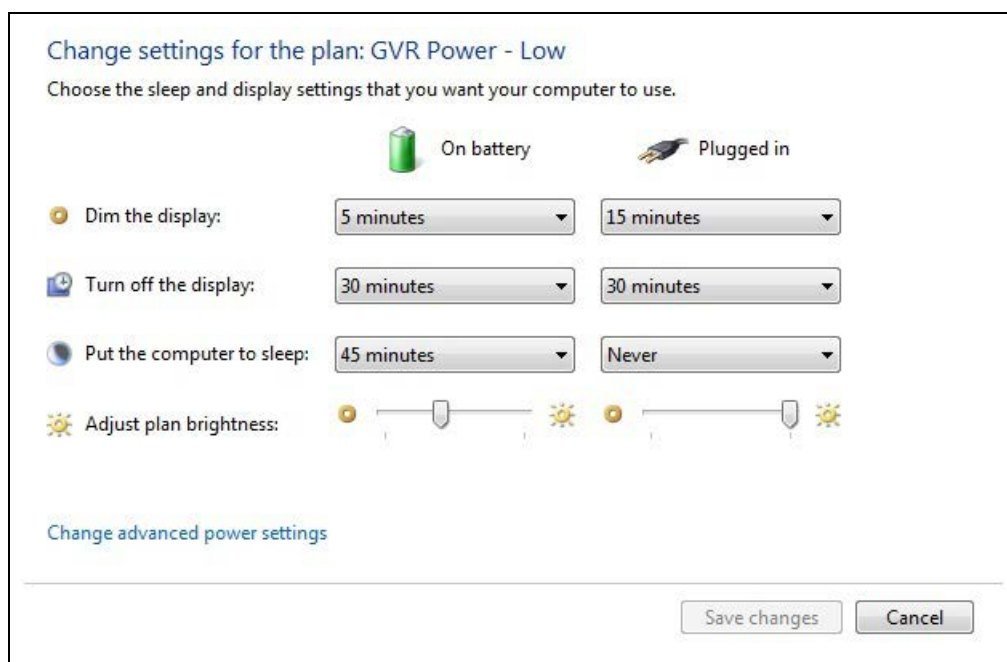 Change settings for the plan: GVR Power - Low
Choose the sleep and display settings that you want your computer to use.
On battery Plugged in
Dim the display: 5 minutes 15 minutes
Turn off the display: 30 minutes 30 minutes
Put the computer to sleep: 45 minutes Never
Adjust plan brightness:
Change advanced power settings
Save changes Cancel